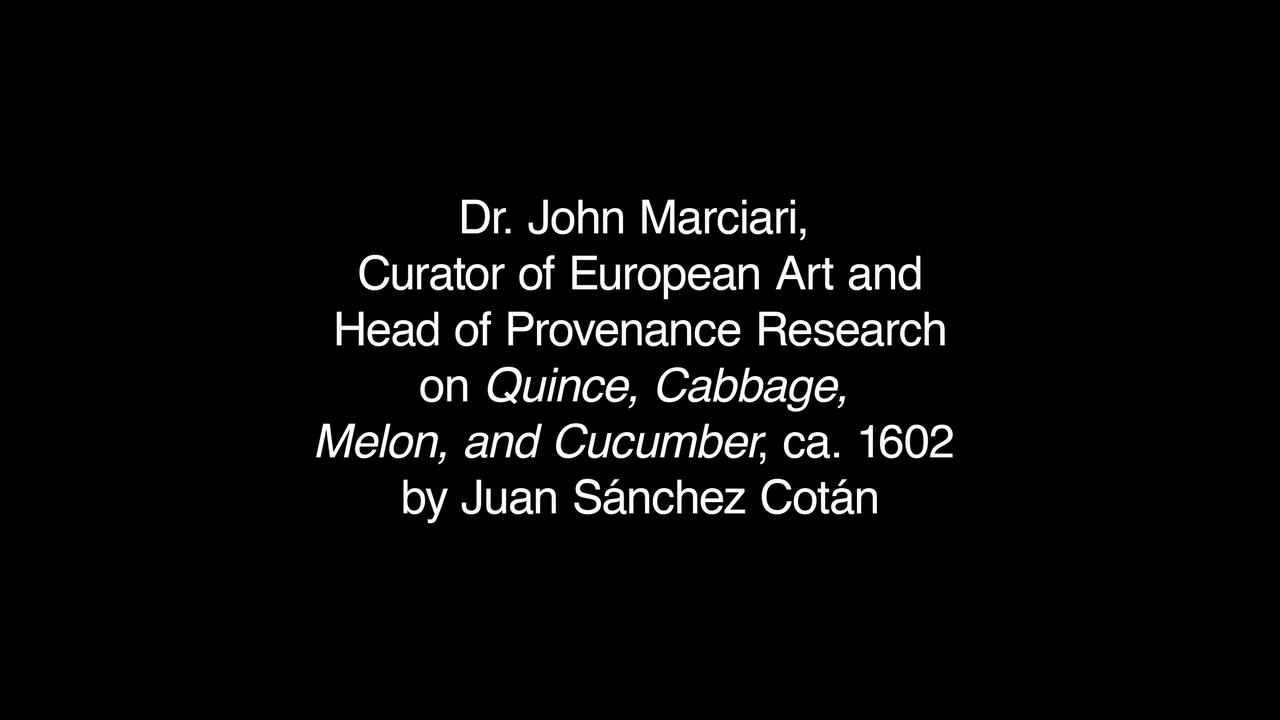 Dr. John Marciari,
Curator of European Art and
Head of Provenance Research
on Quince, Cabbage,
Melon, and Cucumber, ca. 1602
by Juan Sánchez Cotán